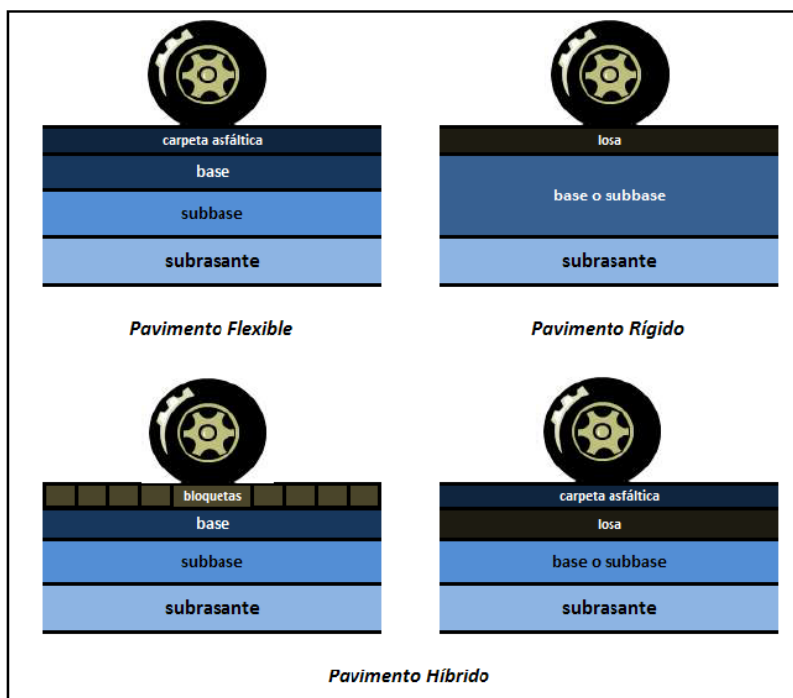 carpeta asfáltica
base
subbase
subrasante
Pavimento Flexible
losa
base o subbase
subrasante
Pavimento Rígido
bloquetas
base
subbase
subrasante
carpeta asfáltica
losa
base o subbase
subrasante
Pavimento Híbrido